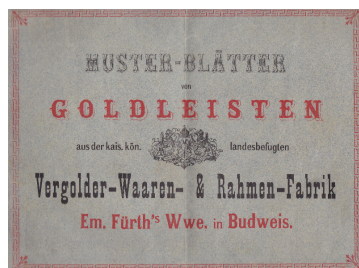 MUSTER-BLÄTTER
von
GOLDLEISTEN
aus der kais. kön. landesbefugten
Vergolder-Waaren- & Rahmen-Fabrik
Em. Fürth's Wwe. in Budweis.